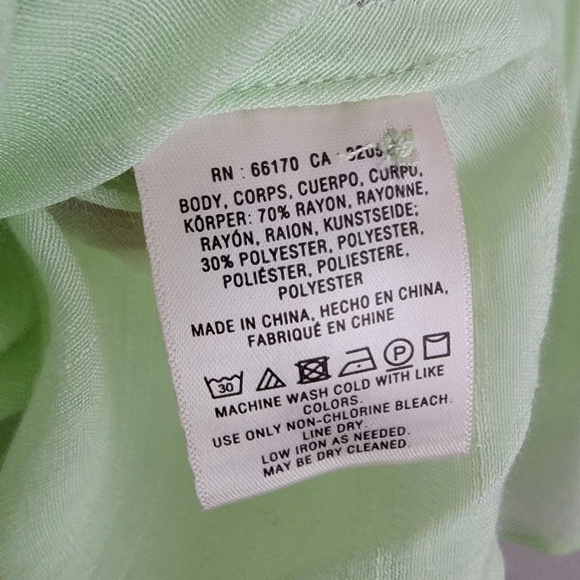 RN : 66170 CA :
BODY, CORPS, CUERPO, CURPO,
KÖRPER: 70% RAYON, RAYONNE,
RAYÓN, RAION, KUNSTSEIDE;
30% POLYESTER, POLYESTER,
POLIÉSTER, POLIESTERE,
POLYESTER
MADE IN CHINA, HECHO EN CHINA,
FABRIQUÉ EN CHINE
30 P
MACHINE WASH COLD WITH LIKE
COLORS.
USE ONLY NON-CHLORINE BLEACH.
LINE DRY.
LOW IRON AS NEEDED.
MAY BE DRY CLEANED.